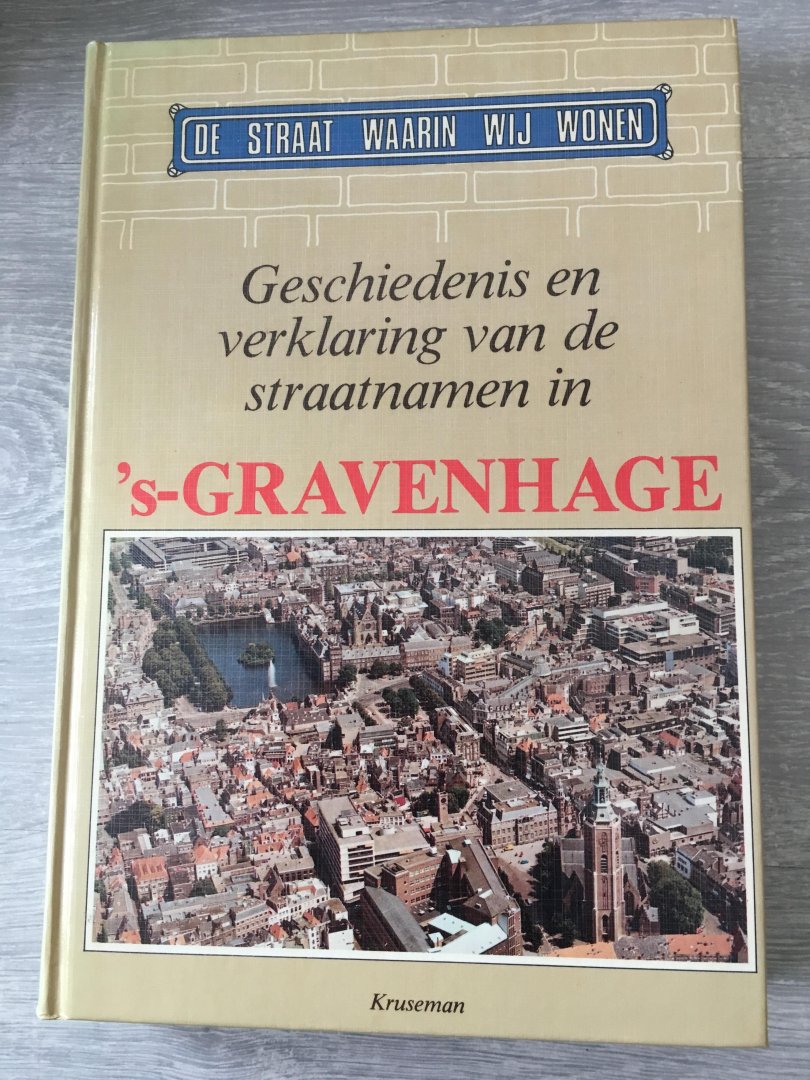 DE STRAAT WAARIN WIJ WONEN
Geschiedenis en
verklaring van de
straatnamen in
's-GRAVENHAGE
Kruseman